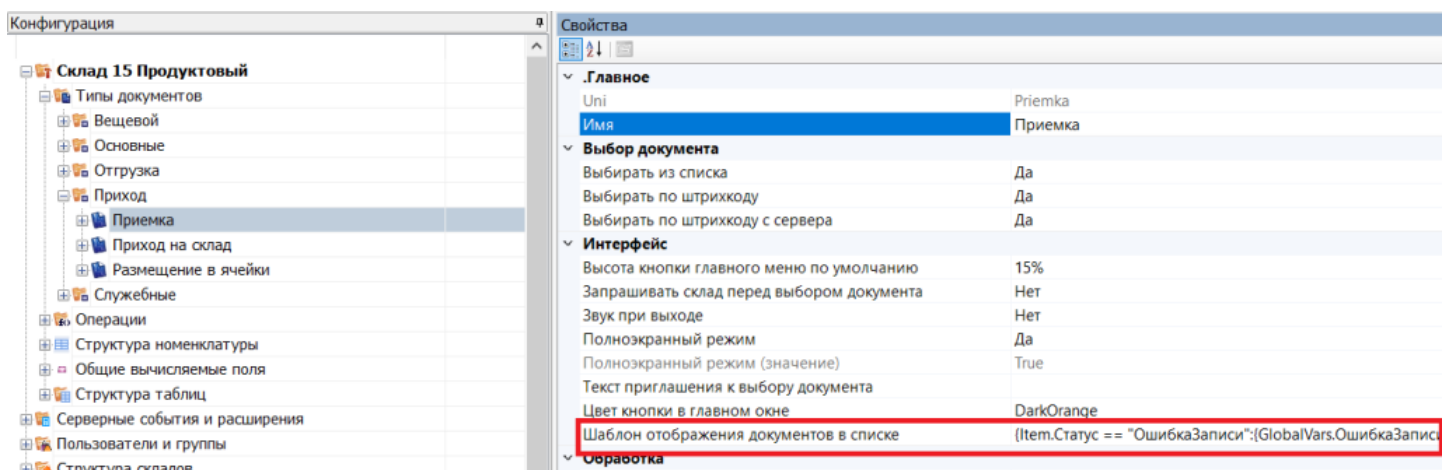 Конфигурация
Склад 15 Продуктовый
Типы документов
Вещевой
Основные
Отгрузка
Приход
Приемка
Приход на склад
Размещение в ячейки
Служебные
Операции
Структура номенклатуры
Общие вычисляемые поля
Структура таблиц
Серверные события и расширения
Пользователи и группы
Структура складов
Свойства
.Главное
Uni Priemka
Имя Приемка
Выбор документа
Выбирать из списка Да
Выбирать по штрихкоду Да
Выбирать по штрихкоду с сервера Да
Интерфейс
Высота кнопки главного меню по умолчанию 15%
Запрашивать склад перед выбором документа Нет
Звук при выходе Нет
Полноэкранный режим Да
Полноэкранный режим (значение) True
Текст приглашения к выбору документа
Цвет кнопки в главном окне DarkOrange
Шаблон отображения документов в списке {Item.Статус == "ОшибкаЗаписи":{GlobalVars.ОшибкаЗаписи
Обработка